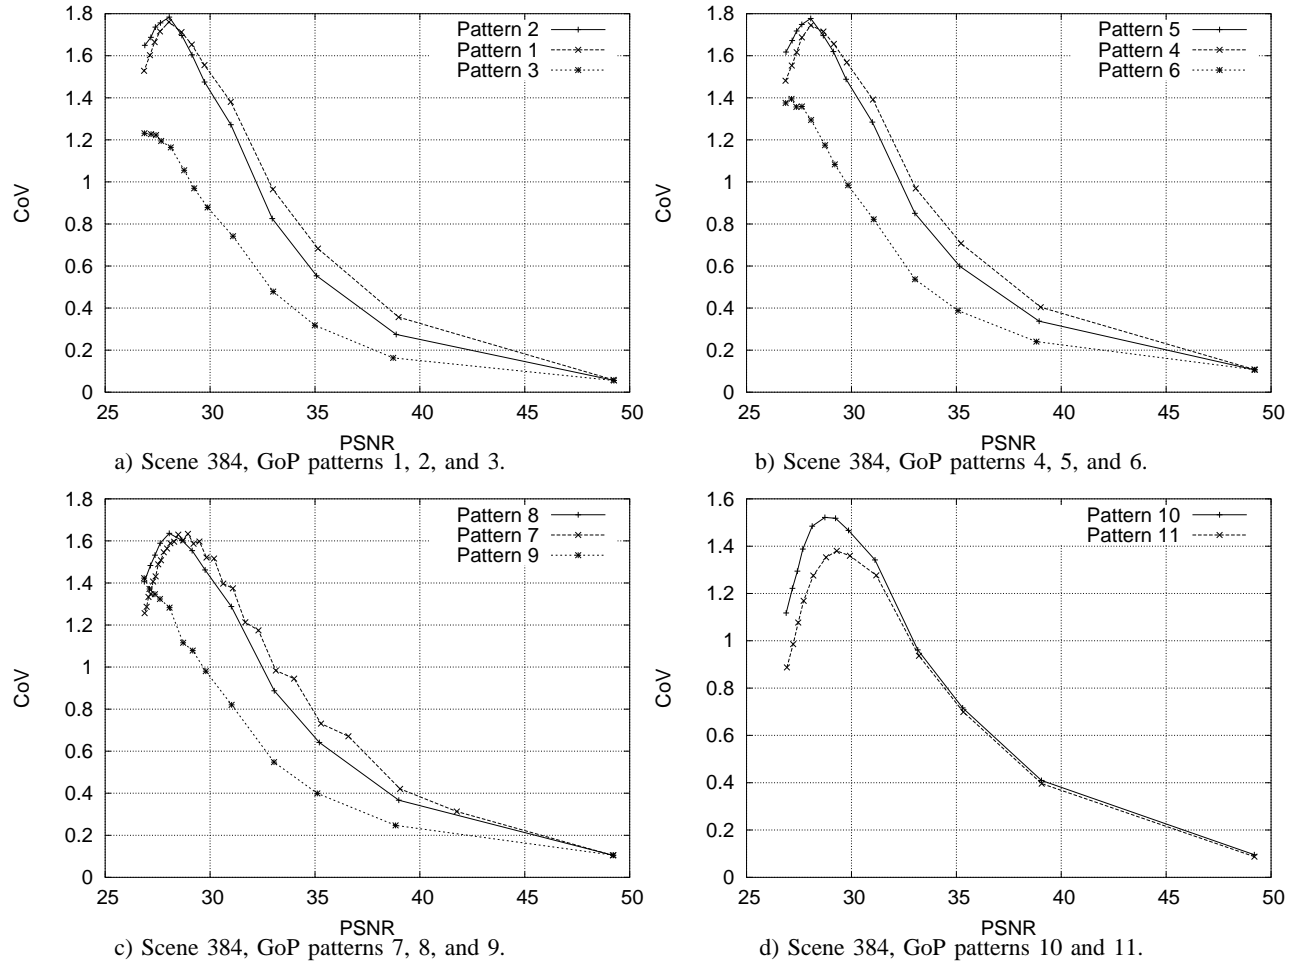 1.8
1.6
1.4
1.2
1
0.8
0.6
0.4
0.2
0
CoV
Pattern 2
Pattern 1
Pattern 3
25 30 35 40 45 50
PSNR
a) Scene 384, GoP patterns 1, 2, and 3.
1.8
1.6
1.4
1.2
1
0.8
0.6
0.4
0.2
0
CoV
Pattern 5
Pattern 4
Pattern 6
25 30 35 40 45 50
PSNR
b) Scene 384, GoP patterns 4, 5, and 6.
1.8
1.6
1.4
1.2
1
0.8
0.6
0.4
0.2
0
CoV
Pattern 8
Pattern 7
Pattern 9
25 30 35 40 45 50
PSNR
c) Scene 384, GoP patterns 7, 8, and 9.
1.6
1.4
1.2
1
0.8
0.6
0.4
0.2
0
CoV
Pattern 10
Pattern 11
25 30 35 40 45 50
PSNR
d) Scene 384, GoP patterns 10 and 11.